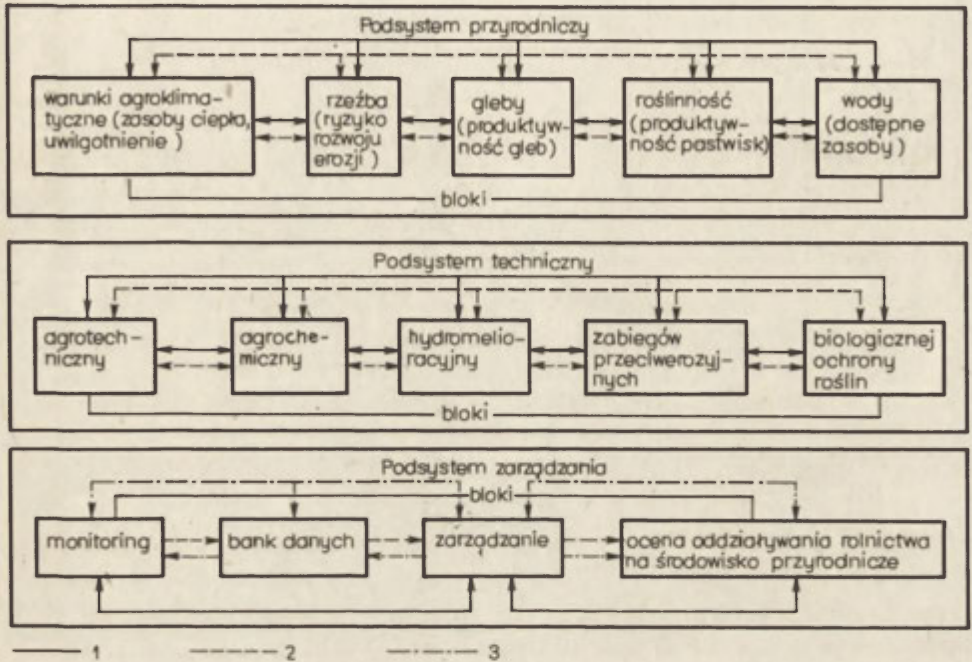 Podsystem przyrodniczy
warunki agroklima-
tyczne (zasoby ciepła,
uwilgotnienie)
rzeźba
(ryzyko
rozwoju
erozji)
gleby
(produktyw-
ność gleb)
roślinność
(produktyw-
ność pastwisk)
wody
(dostępne
zasoby)
bloki
Podsystem techniczny
agrotech-
niczny
agroche-
miczny
hydromelio-
racyjny
zabiegów
przeciwerozyj-
nych
biologicznej
ochrony
roślin
bloki
Podsystem zarządzania
bloki
monitoring
bank danych
zarządzanie
ocena oddziaływania rolnictwa
na środowisko przyrodnicze
1 2 3